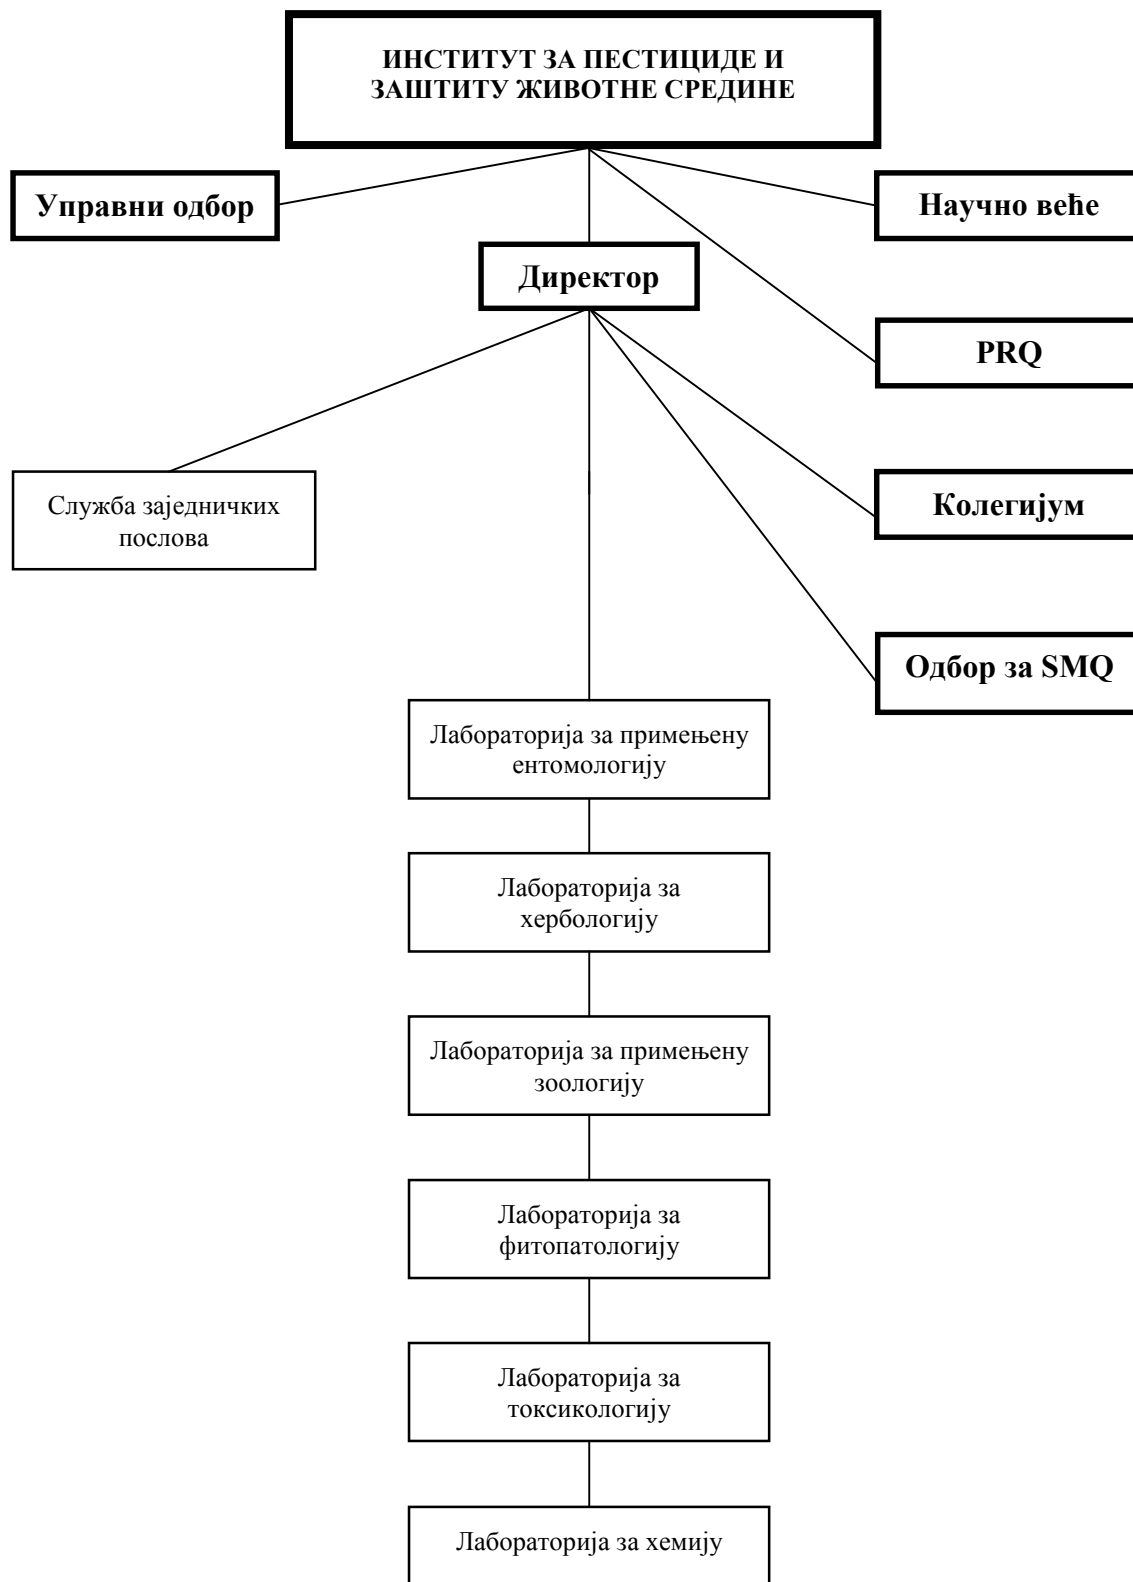 ИНСТИТУТ ЗА ПЕСТИЦИДЕ И
ЗАШТИТУ ЖИВОТНЕ СРЕДИНЕ
Управни одбор
Научно веће
Директор
PRQ
Служба заједничких
послова
Колегијум
Одбор за SMQ
Лабораторија за примењену
ентомологију
Лабораторија за
хербологију
Лабораторија за примењену
зоологију
Лабораторија за
фитопатологију
Лабораторија за
токсикологију
Лабораторија за хемију